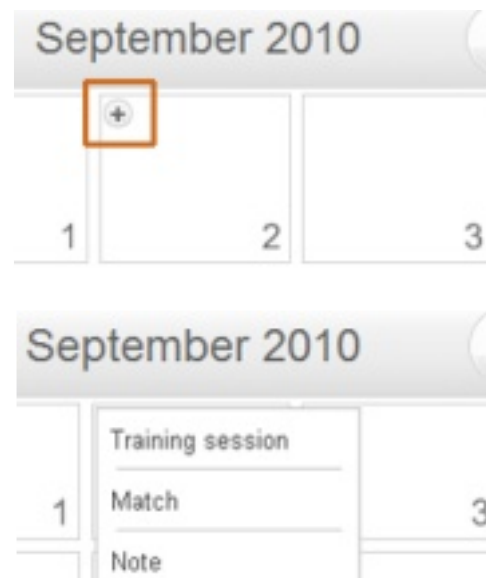 September 2010
+
1 2 3
September 2010
Training session
1 Match 3
Note